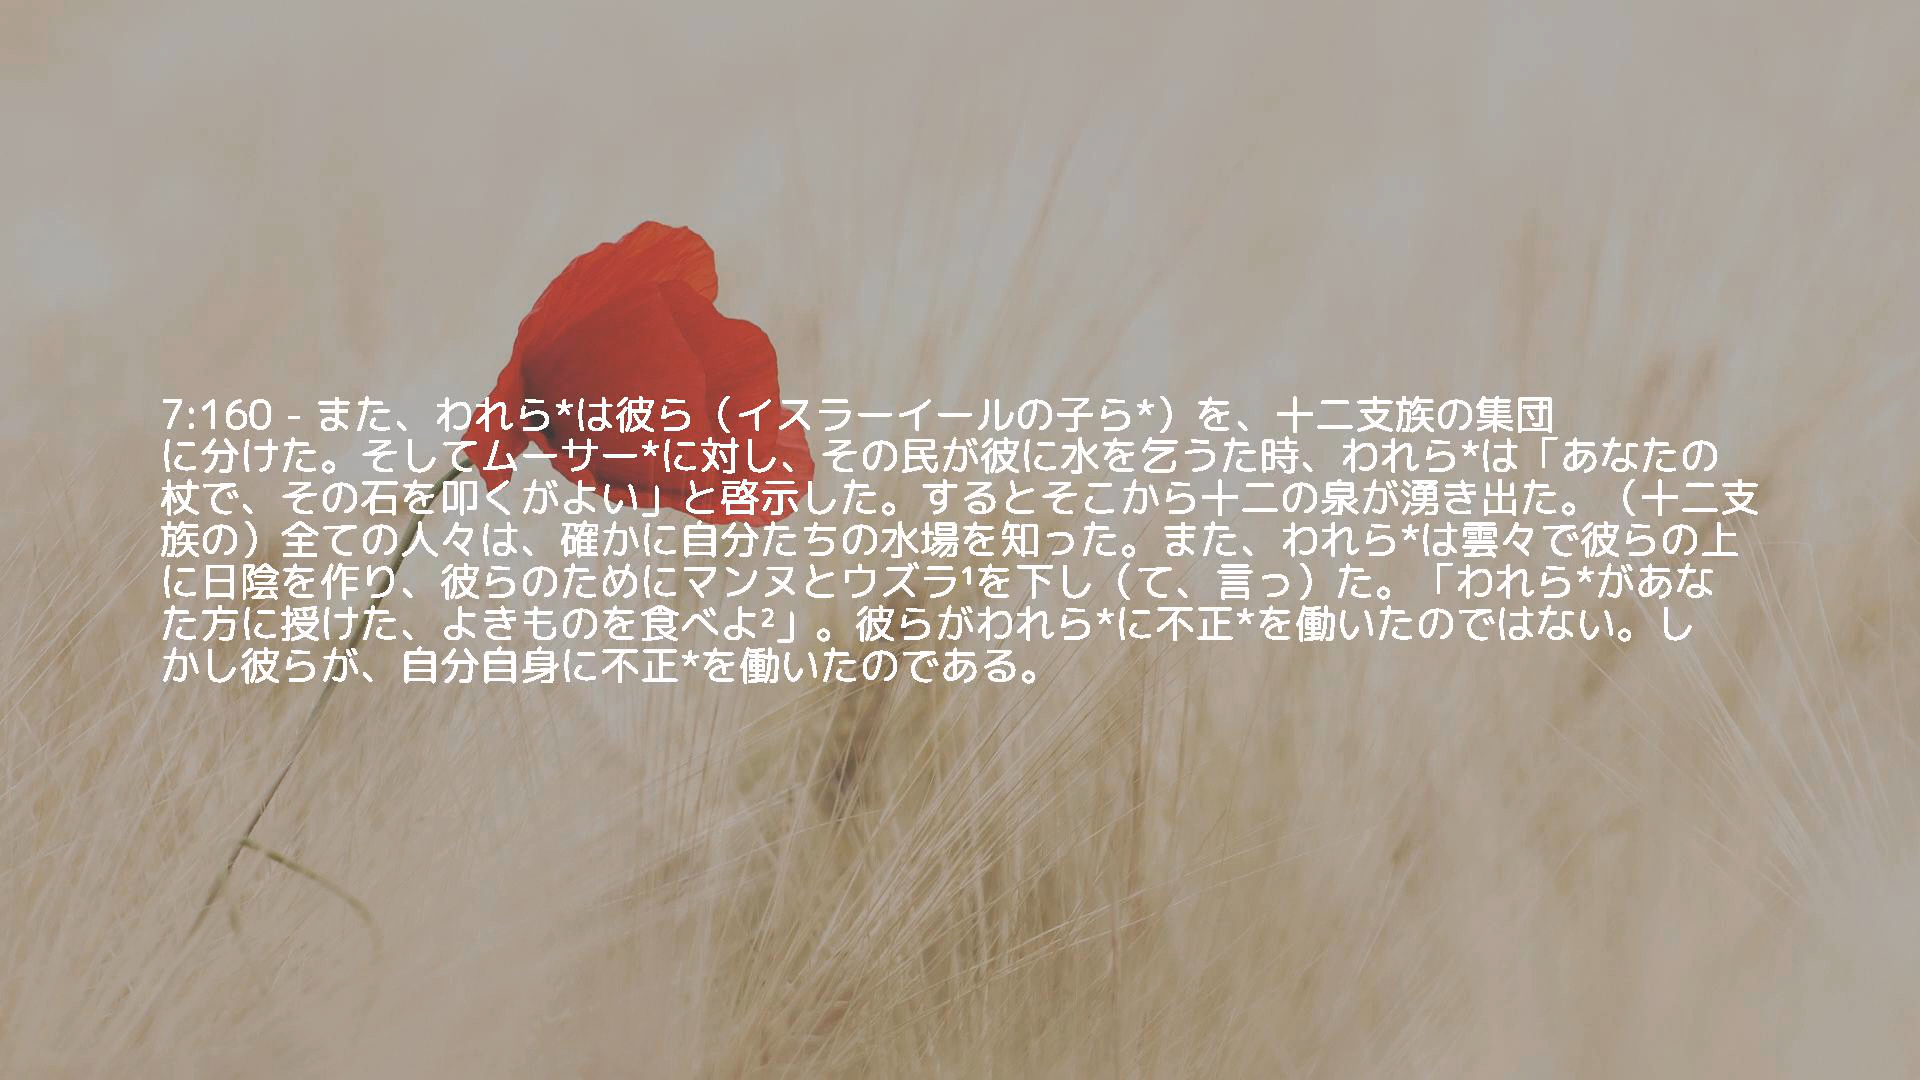 7:160 - また、われら*は彼ら（イスラーイールの子ら*）を、十二支族の集団
に分けた。そしてムーサー*に対し、その民が彼に水を乞うた時、われら*は「あなたの
杖で、その石を叩くがよい」と啓示した。するとそこから十二の泉が湧き出た。（十二支
族の）全ての人々は、確かに自分たちの水場を知った。また、われら*は雲々で彼らの上
に日陰を作り、彼らのためにマンヌとウズラ¹を下し（て、言っ）た。「われら*があな
た方に授けた、よきものを食べよ²」。彼らがわれら*に不正*を働いたのではない。し
かし彼らが、自分自身に不正*を働いたのである。